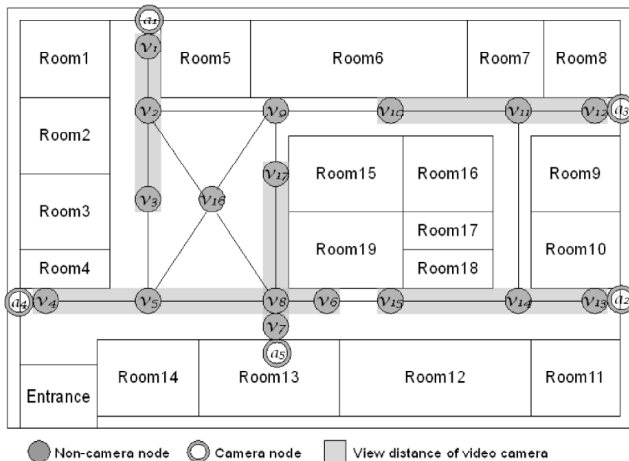 a1
Room1
v1
Room5
Room6
Room7
Room8
v2
v9
v10
v11
v12
a3
Room2
v17
Room15
Room16
Room9
v3
v16
Room3
Room17
Room19
Room10
Room4
Room18
a4
v4
v5
v8
v6
v15
v14
v13
a2
v7
a5
Room14
Room13
Room12
Room11
Entrance
Non-camera node
Camera node
View distance of video camera